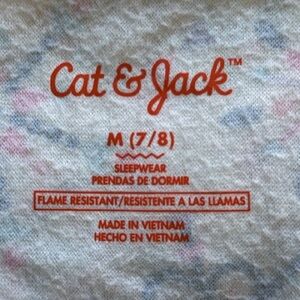 Cat & Jack™
M (7/8)
SLEEPWEAR
PRENDAS DE DORMIR
FLAME RESISTANT/RESISTENTE A LAS LLAMAS
MADE IN VIETNAM
HECHO EN VIETNAM